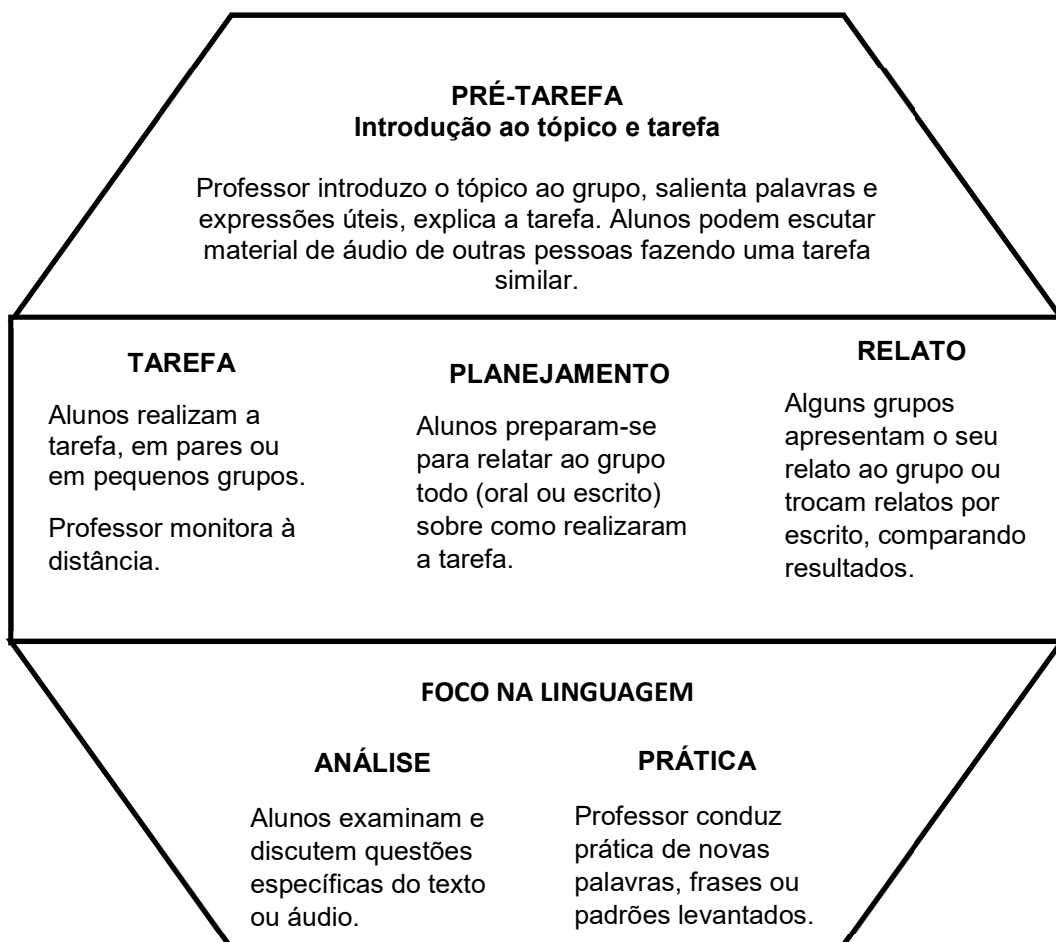 PRÉ-TAREFA
Introdução ao tópico e tarefa
Professor introduzo o tópico ao grupo, salienta palavras e
expressões úteis, explica a tarefa. Alunos podem escutar
material de áudio de outras pessoas fazendo uma tarefa
similar.
TAREFA
Alunos realizam a
tarefa, em pares ou
em pequenos grupos.
Professor monitora à
distância.
PLANEJAMENTO
Alunos preparam-se
para relatar ao grupo
todo (oral ou escrito)
sobre como realizaram
a tarefa.
RELATO
Alguns grupos
apresentam o seu
relato ao grupo ou
trocam relatos por
escrito, comparando
resultados.
FOCO NA LINGUAGEM
ANÁLISE
Alunos examinam e
discutem questões
específicas do texto
ou áudio.
PRÁTICA
Professor conduz
prática de novas
palavras, frases ou
padrões levantados.